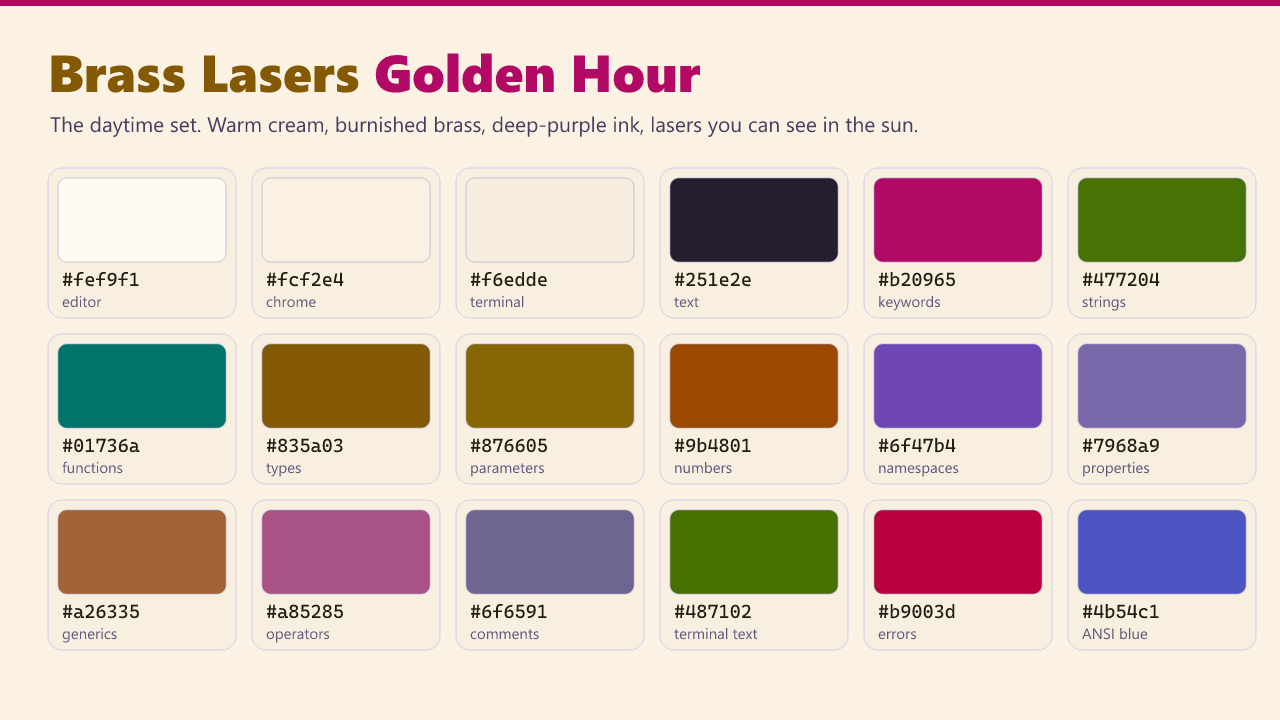 Brass Lasers Golden Hour
The daytime set. Warm cream, burnished brass, deep-purple ink, lasers you can see in the sun.
#fef9f1
editor
#fcf2e4
chrome
#f6edde
terminal
#251e2e
text
#b20965
keywords
#477204
strings
#01736a
functions
#835a03
types
#876605
parameters
#9b4801
numbers
#6f47b4
namespaces
#7968a9
properties
#a26335
generics
#a85285
operators
#6f6591
comments
#487102
terminal text
#b9003d
errors
#4b54c1
ANSI blue